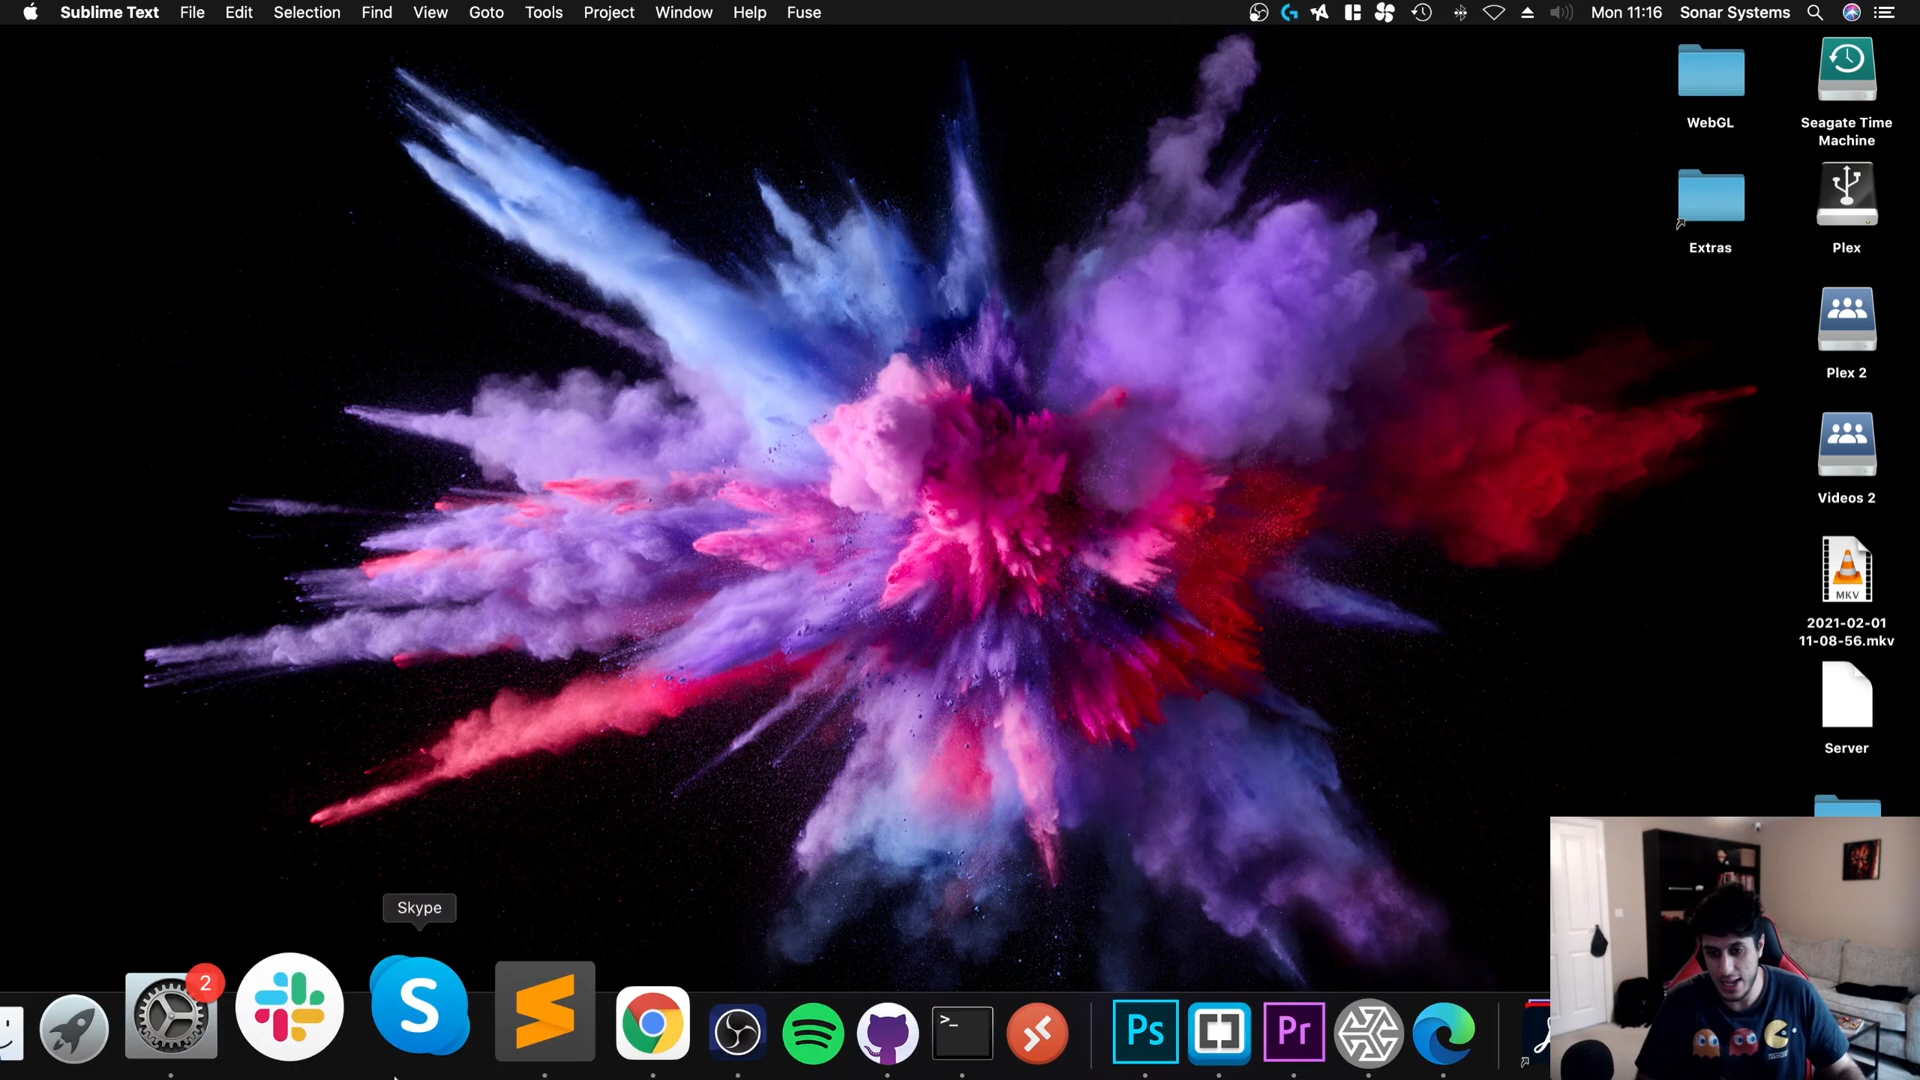 Sublime Text File Edit Selection Find View Goto Tools Project Window Help Fuse Mon 11:16 Sonar Systems
WebGL
Seagate Time
Machine
Extras
Plex
Plex 2
Videos 2
MKV
2021-02-01
11-08-56.mkv
Server
Skype
2
S
>_
Ps
Pr